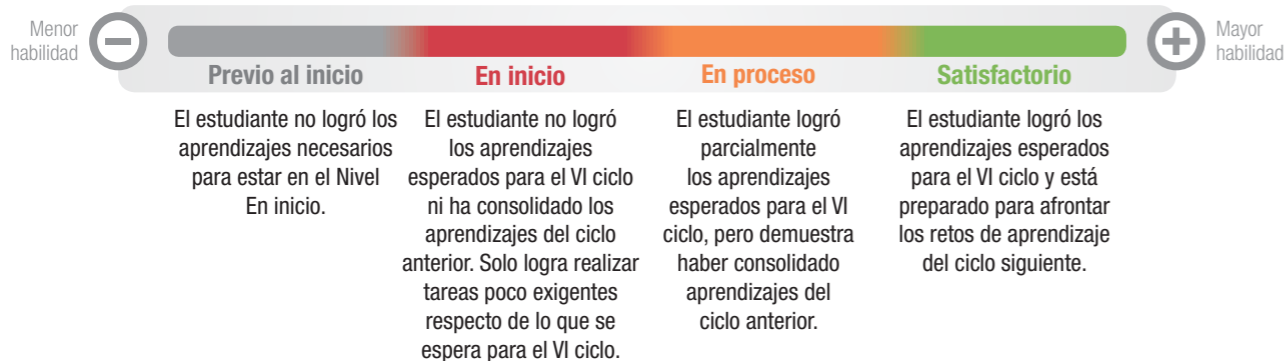 Menor
habilidad
Mayor
habilidad
Previo al inicio
El estudiante no logró los
aprendizajes necesarios
para estar en el Nivel
En inicio.
En inicio
El estudiante no logró
los aprendizajes
esperados para el VI ciclo
ni ha consolidado los
aprendizajes del ciclo
anterior. Solo logra realizar
tareas poco exigentes
respecto de lo que se
espera para el VI ciclo.
En proceso
El estudiante logró
parcialmente
los aprendizajes
esperados para el VI
ciclo, pero demuestra
haber consolidado
aprendizajes del
ciclo anterior.
Satisfactorio
El estudiante logró los
aprendizajes esperados
para el VI ciclo y está
preparado para afrontar
los retos de aprendizaje
del ciclo siguiente.